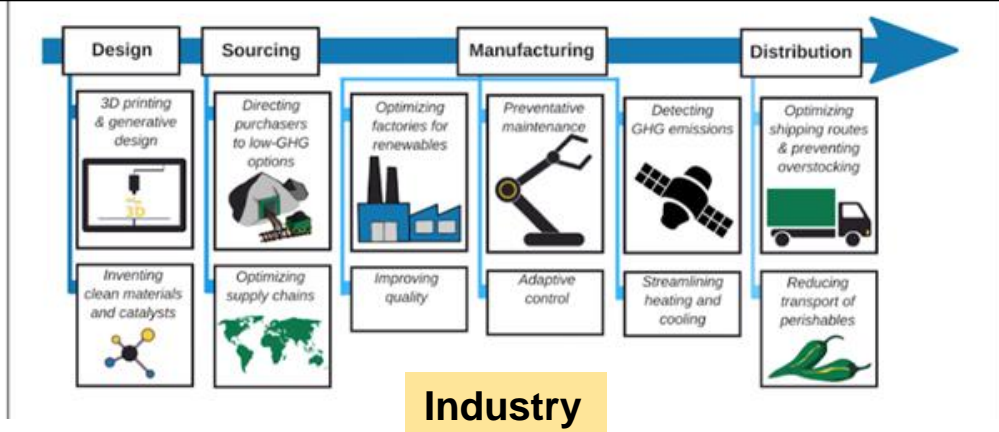 Design
Sourcing
Manufacturing
Distribution
3D printing
& generative
design
3D
Directing
purchasers
to low-GHG
options
Optimizing
factories for
renewables
Preventative
maintenance
Detecting
GHG emissions
Optimizing
shipping routes
& preventing
overstocking
Inventing
clean materials
and catalysts
Optimizing
supply chains
Improving
quality
Adaptive
control
Streamlining
heating and
cooling
Reducing
transport of
perishables
Industry